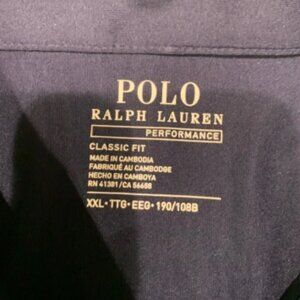 POLO
RALPH LAUREN
PERFORMANCE
CLASSIC FIT
MADE IN CAMBODIA
FABRIQUÉ AU CAMBODGE
HECHO EN CAMBOYA
RN 41381/CA 56608
XXL•TTG•EEG•190/108B